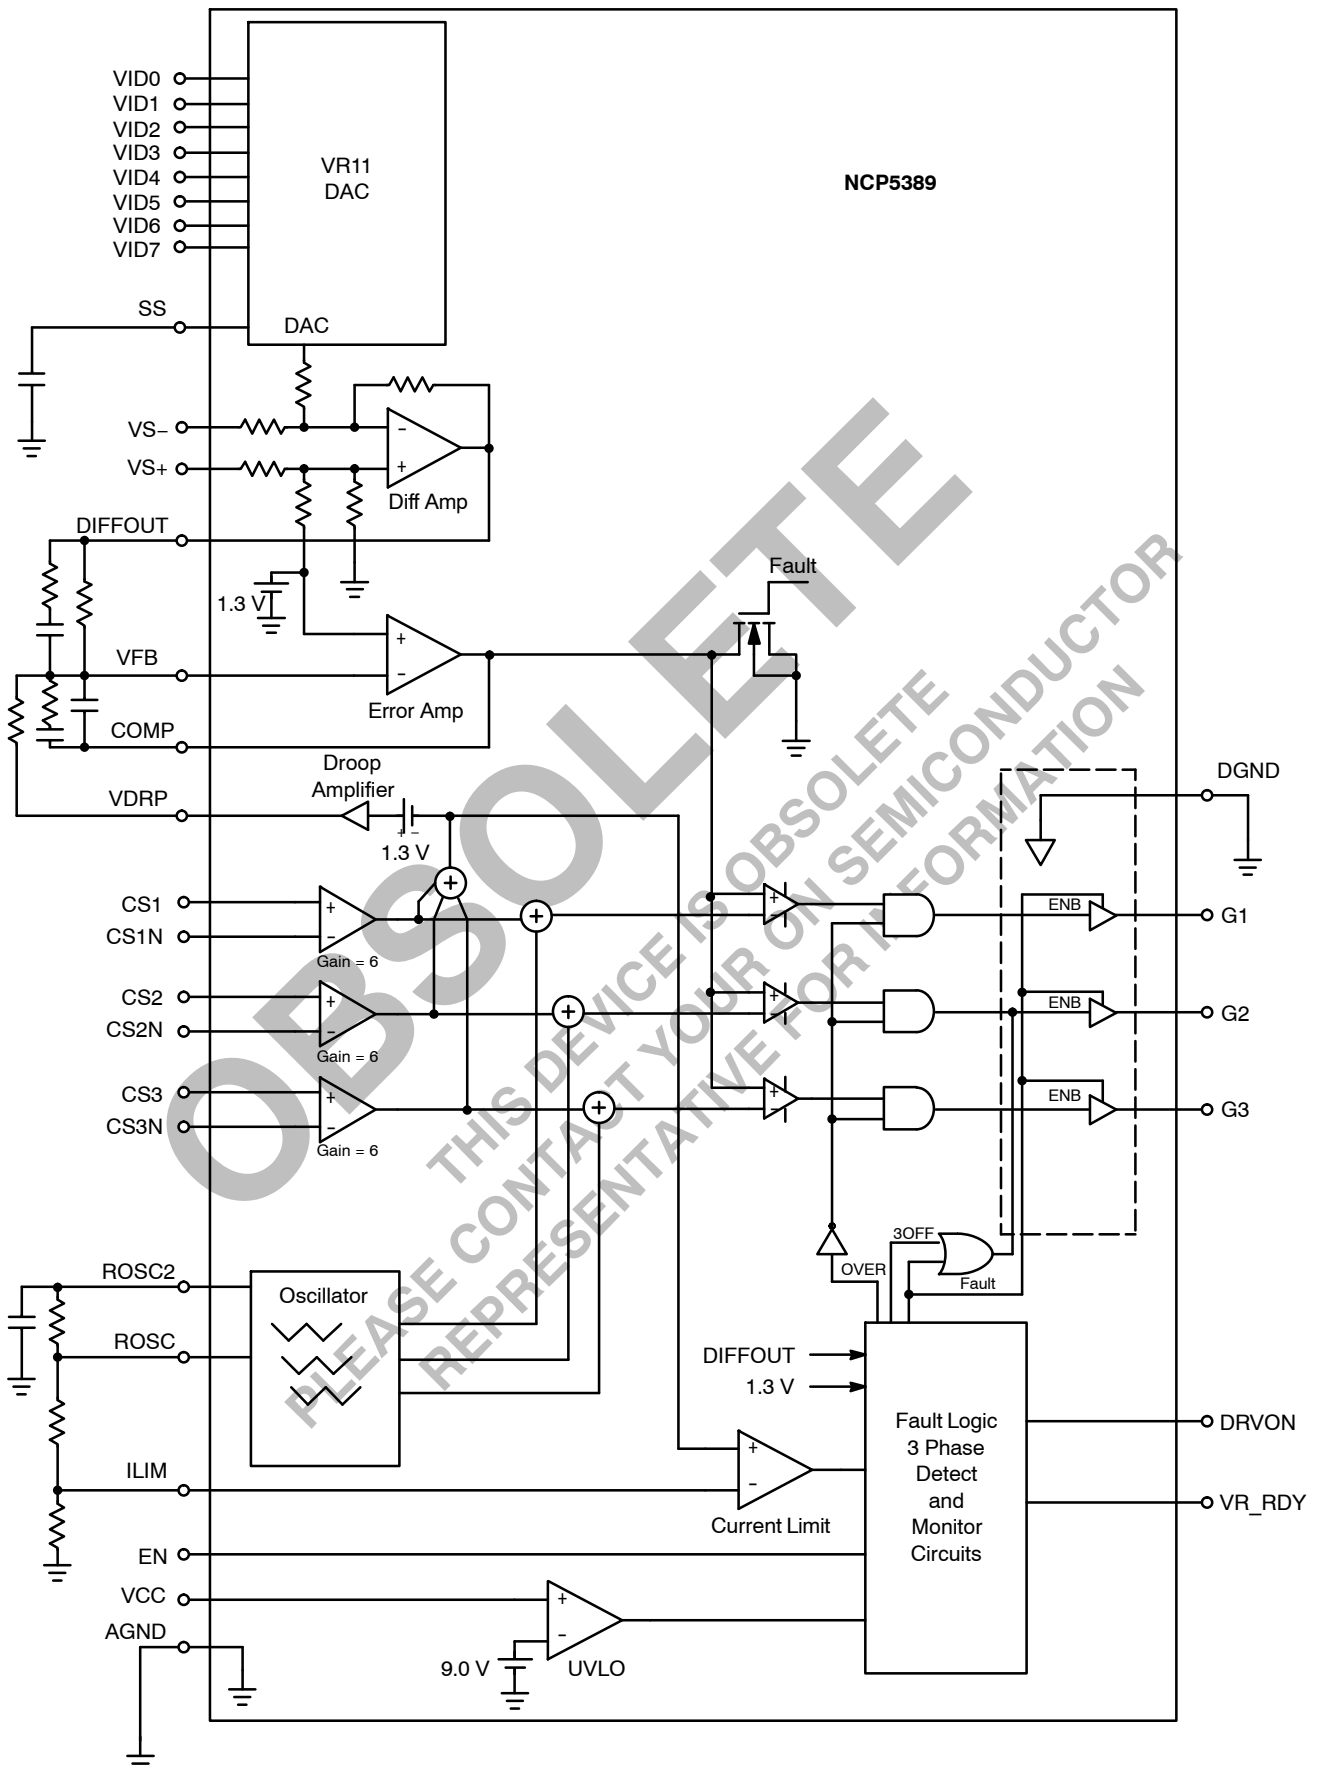 VID0
VID1
VID2
VID3
VID4
VID5
VID6
VID7
VR11
DAC
NCP5389
SS
DAC
VS−
−
VS+
+
Diff Amp
DIFFOUT
Fault
1.3 V
+
VFB
−
Error Amp
COMP
Droop
Amplifier
DGND
VDRP
+ −
1.3 V
+
CS1
+
ENB
CS1N
−
+
+
−
G1
Gain = 6
CS2
+
ENB
CS2N
−
+
+
−
G2
Gain = 6
CS3
+
ENB
CS3N
−
+
+
−
G3
Gain = 6
3OFF
OVER
Fault
ROSC2
Oscillator
ROSC
DIFFOUT
1.3 V
Fault Logic
3 Phase
Detect
and
Monitor
Circuits
DRVON
+
ILIM
−
VR_RDY
Current Limit
EN
VCC
+
AGND
−
9.0 V
UVLO
OBSOLETE
THIS DEVICE IS OBSOLETE
PLEASE CONTACT YOUR ON SEMICONDUCTOR
REPRESENTATIVE FOR INFORMATION